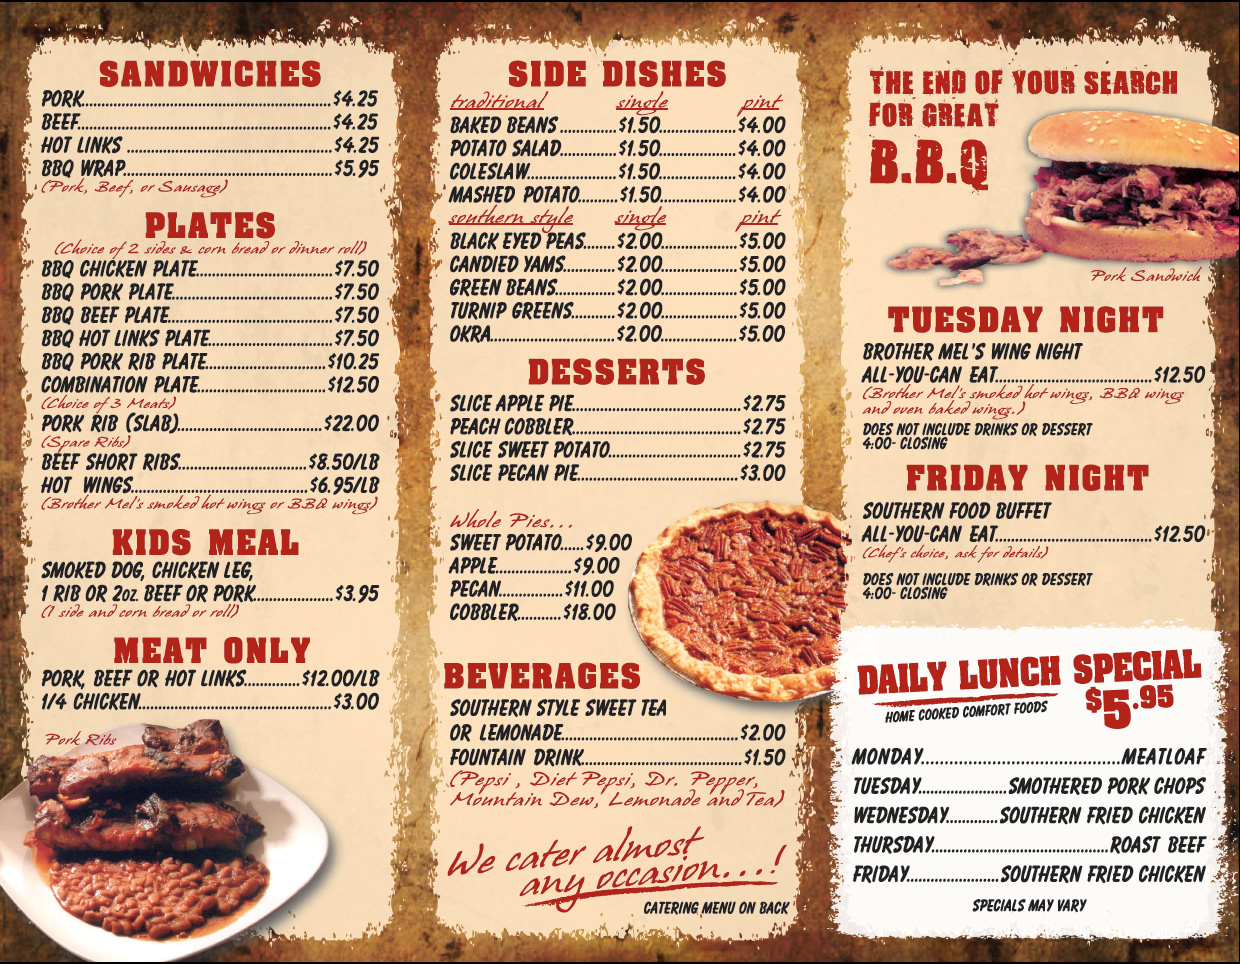 SANDWICHES
PORK......$4.25
BEEF......$4.25
HOT LINKS......$4.25
BBQ WRAP......$5.95
(Pork, Beef, or Sausage)
PLATES
(Choice of 2 sides & corn bread or dinner roll)
BBQ CHICKEN PLATE......$7.50
BBQ PORK PLATE......$7.50
BBQ BEEF PLATE......$7.50
BBQ HOT LINKS PLATE......$7.50
BBQ PORK RIB PLATE......$10.25
COMBINATION PLATE......$12.50
(Choice of 3 Meats)
PORK RIB (SLAB)......$22.00
(Spare Ribs)
BEEF SHORT RIBS......$8.50/LB
HOT WINGS......$6.95/LB
(Brother Mel's smoked hot wings or BBQ wings)
KIDS MEAL
SMOKED DOG, CHICKEN LEG,
1 RIB OR 2oz. BEEF OR PORK......$3.95
(1 side and corn bread or roll)
MEAT ONLY
PORK, BEEF OR HOT LINKS......$12.00/LB
1/4 CHICKEN......$3.00
Pork Ribs
SIDE DISHES
traditional single pint
BAKED BEANS......$1.50......$4.00
POTATO SALAD......$1.50......$4.00
COLESLAW......$1.50......$4.00
MASHED POTATO......$1.50......$4.00
southern style single pint
BLACK EYED PEAS......$2.00......$5.00
CANDIED YAMS......$2.00......$5.00
GREEN BEANS......$2.00......$5.00
TURNIP GREENS......$2.00......$5.00
OKRA......$2.00......$5.00
DESSERTS
SLICE APPLE PIE......$2.75
PEACH COBBLER......$2.75
SLICE SWEET POTATO......$2.75
SLICE PECAN PIE......$3.00
Whole Pies...
SWEET POTATO......$9.00
APPLE......$9.00
PECAN......$11.00
COBBLER......$18.00
BEVERAGES
SOUTHERN STYLE SWEET TEA
OR LEMONADE......$2.00
FOUNTAIN DRINK......$1.50
(Pepsi , Diet Pepsi, Dr. Pepper,
Mountain Dew, Lemonade and Tea)
We cater almost
any occasion...!
CATERING MENU ON BACK
THE END OF YOUR SEARCH
FOR GREAT
B.B.Q
Pork Sandwich
TUESDAY NIGHT
BROTHER MEL'S WING NIGHT
ALL-YOU-CAN EAT......$12.50
(Brother Mel's smoked hot wings, BBQ wings
and oven baked wings.)
DOES NOT INCLUDE DRINKS OR DESSERT
4:00- CLOSING
FRIDAY NIGHT
SOUTHERN FOOD BUFFET
ALL-YOU-CAN EAT......$12.50
(Chef's choice, ask for details)
DOES NOT INCLUDE DRINKS OR DESSERT
4:00- CLOSING
DAILY LUNCH SPECIAL
HOME COOKED COMFORT FOODS $5.95
MONDAY......MEATLOAF
TUESDAY......SMOTHERED PORK CHOPS
WEDNESDAY......SOUTHERN FRIED CHICKEN
THURSDAY......ROAST BEEF
FRIDAY......SOUTHERN FRIED CHICKEN
SPECIALS MAY VARY